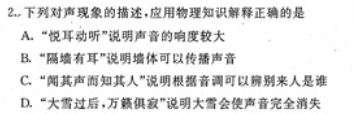 2..下列对声现象的描述,应用物理知识解释正确的是
A.“悦耳动听”说明声音的响度较大
B.“隔墙有耳”说明墙体可以传播声音
C.“闻其声而知其人”说明根据音调可以辨别来人是谁
D.“大雪过后,万籁俱寂”说明大雪会使声音完全消失